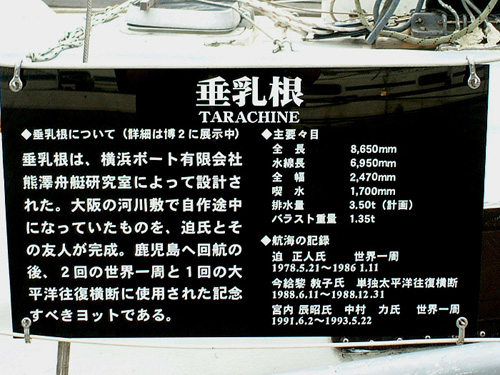 垂乳根
TARACHINE
◆垂乳根について（詳細は博２に展示中）
垂乳根は、横浜ボート有限会社
熊澤舟艇研究室によって設計さ
れた。大阪の河川敷で自作途中
になっていたものを、迫氏とそ
の友人が完成。鹿児島へ回航の
後、２回の世界一周と１回の大
平洋往復横断に使用された記念
すべきヨットである。
◆主要々目
全　長　8,650mm
水線長　6,950mm
全　幅　2,470mm
喫　水　1,700mm
排水量　3.50t（計画）
バラスト重量　1.35t
◆航海の記録
迫　正人氏　世界一周
1978.5.21～1986 1.11
今給黎 教子氏　単独太平洋往復横断
1988.6.11～1988.12.31
宮内 辰昭氏　中村　力氏　世界一周
1991.6.2～1993.5.22